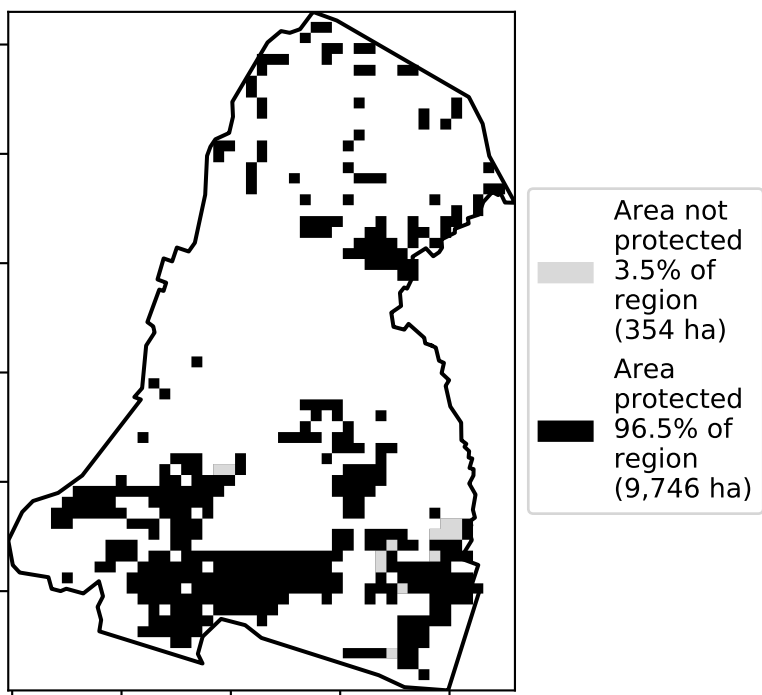 Area not
protected
3.5% of
region
(354 ha)
Area
protected
96.5% of
region
(9,746 ha)